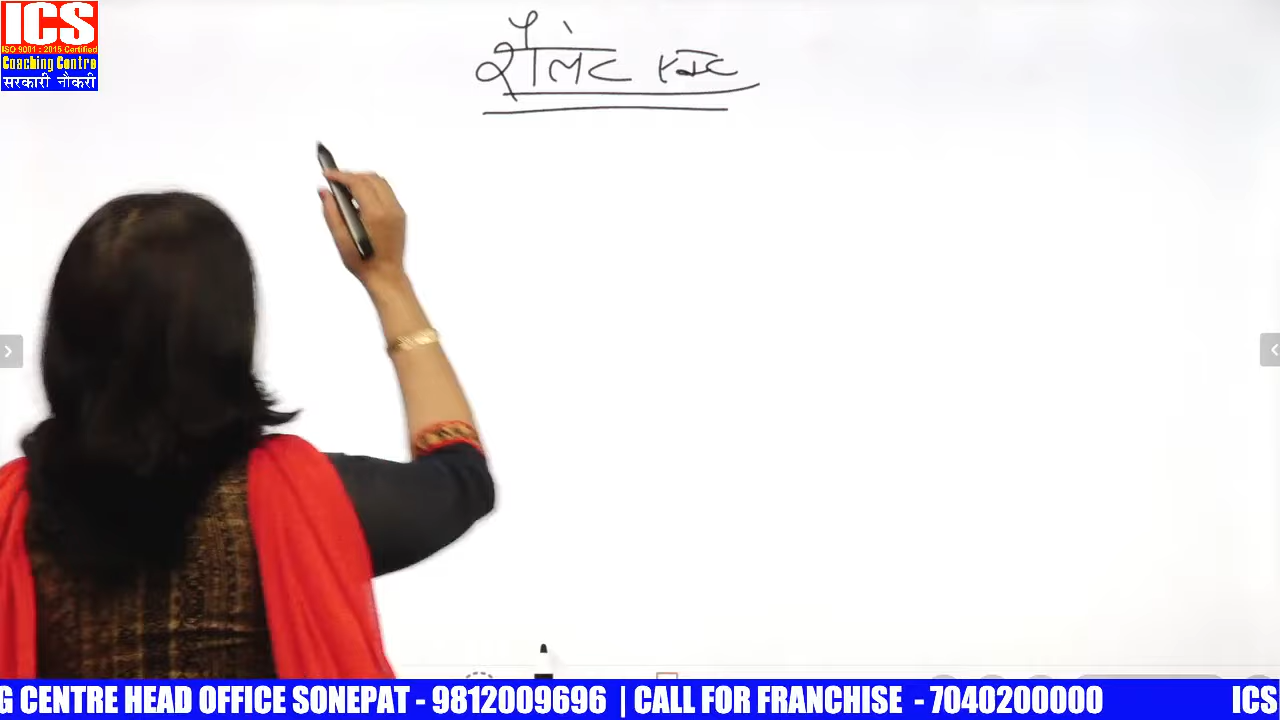 ICS
ISO 9001 : 2015 Certified
Coaching Centre
सरकारी नौकरी
रौलेट एक्ट
G CENTRE HEAD OFFICE SONEPAT - 9812009696 | CALL FOR FRANCHISE - 7040200000 ICS